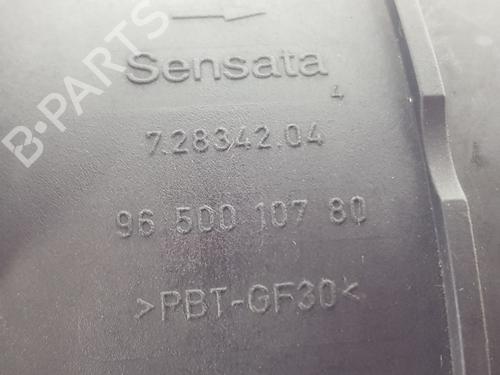 Sensata
4
7.28342.04
96 500 107 80
>PBT-GF30<
B-PARTS